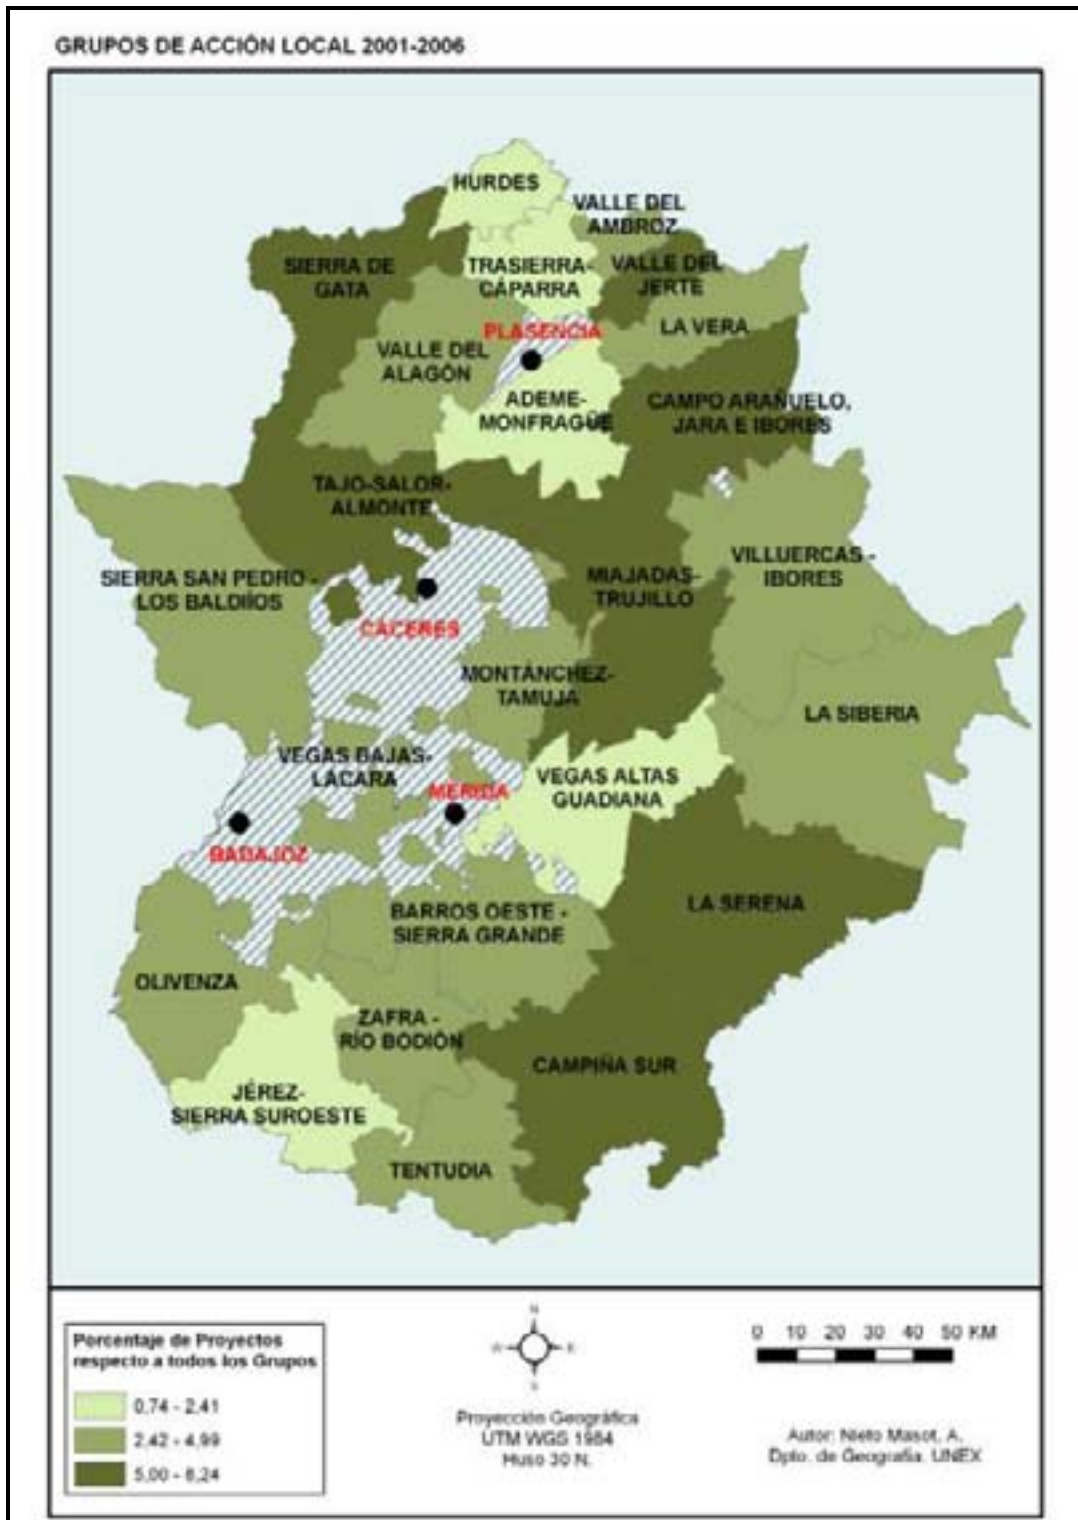 GRUPOS DE ACCIÓN LOCAL 2001-2006
HURDES
VALLE DEL
AMBROZ
SIERRA DE
GATA
TRASIERRA-
CÁPARRA
VALLE DEL
JERTE
PLASENCIA
LA VERA
VALLE DEL
ALAGÓN
ADEME-
MONFRAGÜE
CAMPO ARAÑUELO,
JARA E IBORES
TAJO-SALOR-
ALMONTE
SIERRA SAN PEDRO -
LOS BALDÍOS
MIAJADAS-
TRUJILLO
VILLUERCAS -
IBORES
CÁCERES
MONTÁNCHEZ-
TAMUJA
LA SIBERIA
VEGAS BAJAS-
LÁCARA
MÉRIDA
VEGAS ALTAS
GUADIANA
BADAJOZ
BARROS OESTE -
SIERRA GRANDE
LA SERENA
OLIVENZA
ZAFRA -
RÍO BODIÓN
CAMPIÑA SUR
JÉREZ-
SIERRA SUROESTE
TENTUDIA
Porcentaje de Proyectos
respecto a todos los Grupos
0,74 - 2,41
2,42 - 4,99
5,00 - 8,24
N
W E
S
Proyección Geográfica
UTM WGS 1984
Huso 30 N.
0 10 20 30 40 50 KM
Autor: Nieto Masot, A.
Dpto. de Geografía. UNEX